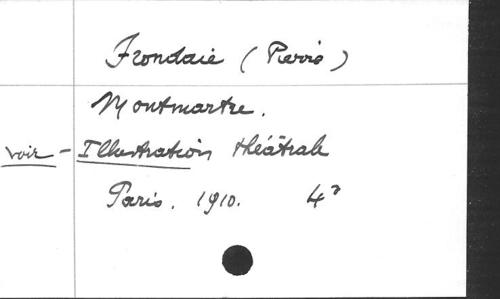 Frondaie (Pierre)
Montmartre.
voir - Illustration théâtrale
Paris. 1910. 4°